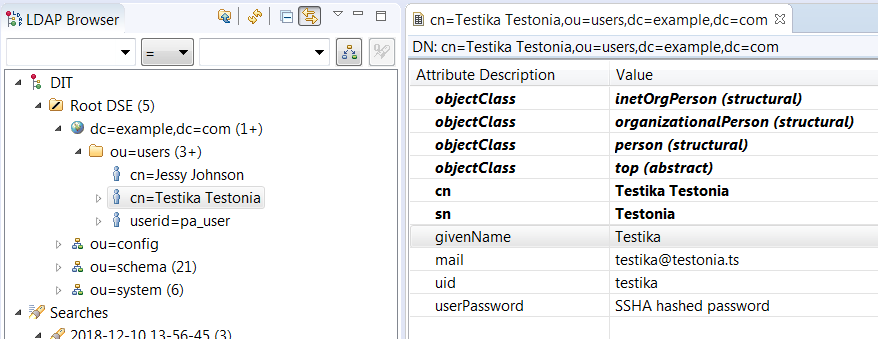 LDAP Browser
=
DIT
Root DSE (5)
dc=example,dc=com (1+)
ou=users (3+)
cn=Jessy Johnson
cn=Testika Testonia
userid=pa_user
ou=config
ou=schema (21)
ou=system (6)
Searches
2018-12-10 13-56-45 (3)
cn=Testika Testonia,ou=users,dc=example,dc=com
DN: cn=Testika Testonia,ou=users,dc=example,dc=com
Attribute Description Value
objectClass inetOrgPerson (structural)
objectClass organizationalPerson (structural)
objectClass person (structural)
objectClass top (abstract)
cn Testika Testonia
sn Testonia
givenName Testika
mail testika@testonia.ts
uid testika
userPassword SSHA hashed password